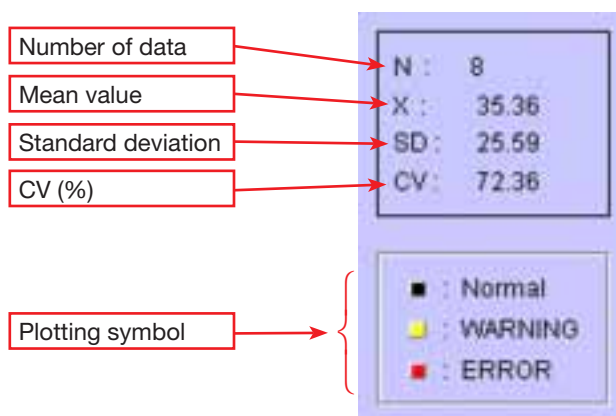 Number of data
N : 8
Mean value
X : 35.36
Standard deviation
SD : 25.59
CV (%)
CV : 72.36
Plotting symbol
: Normal
: WARNING
: ERROR